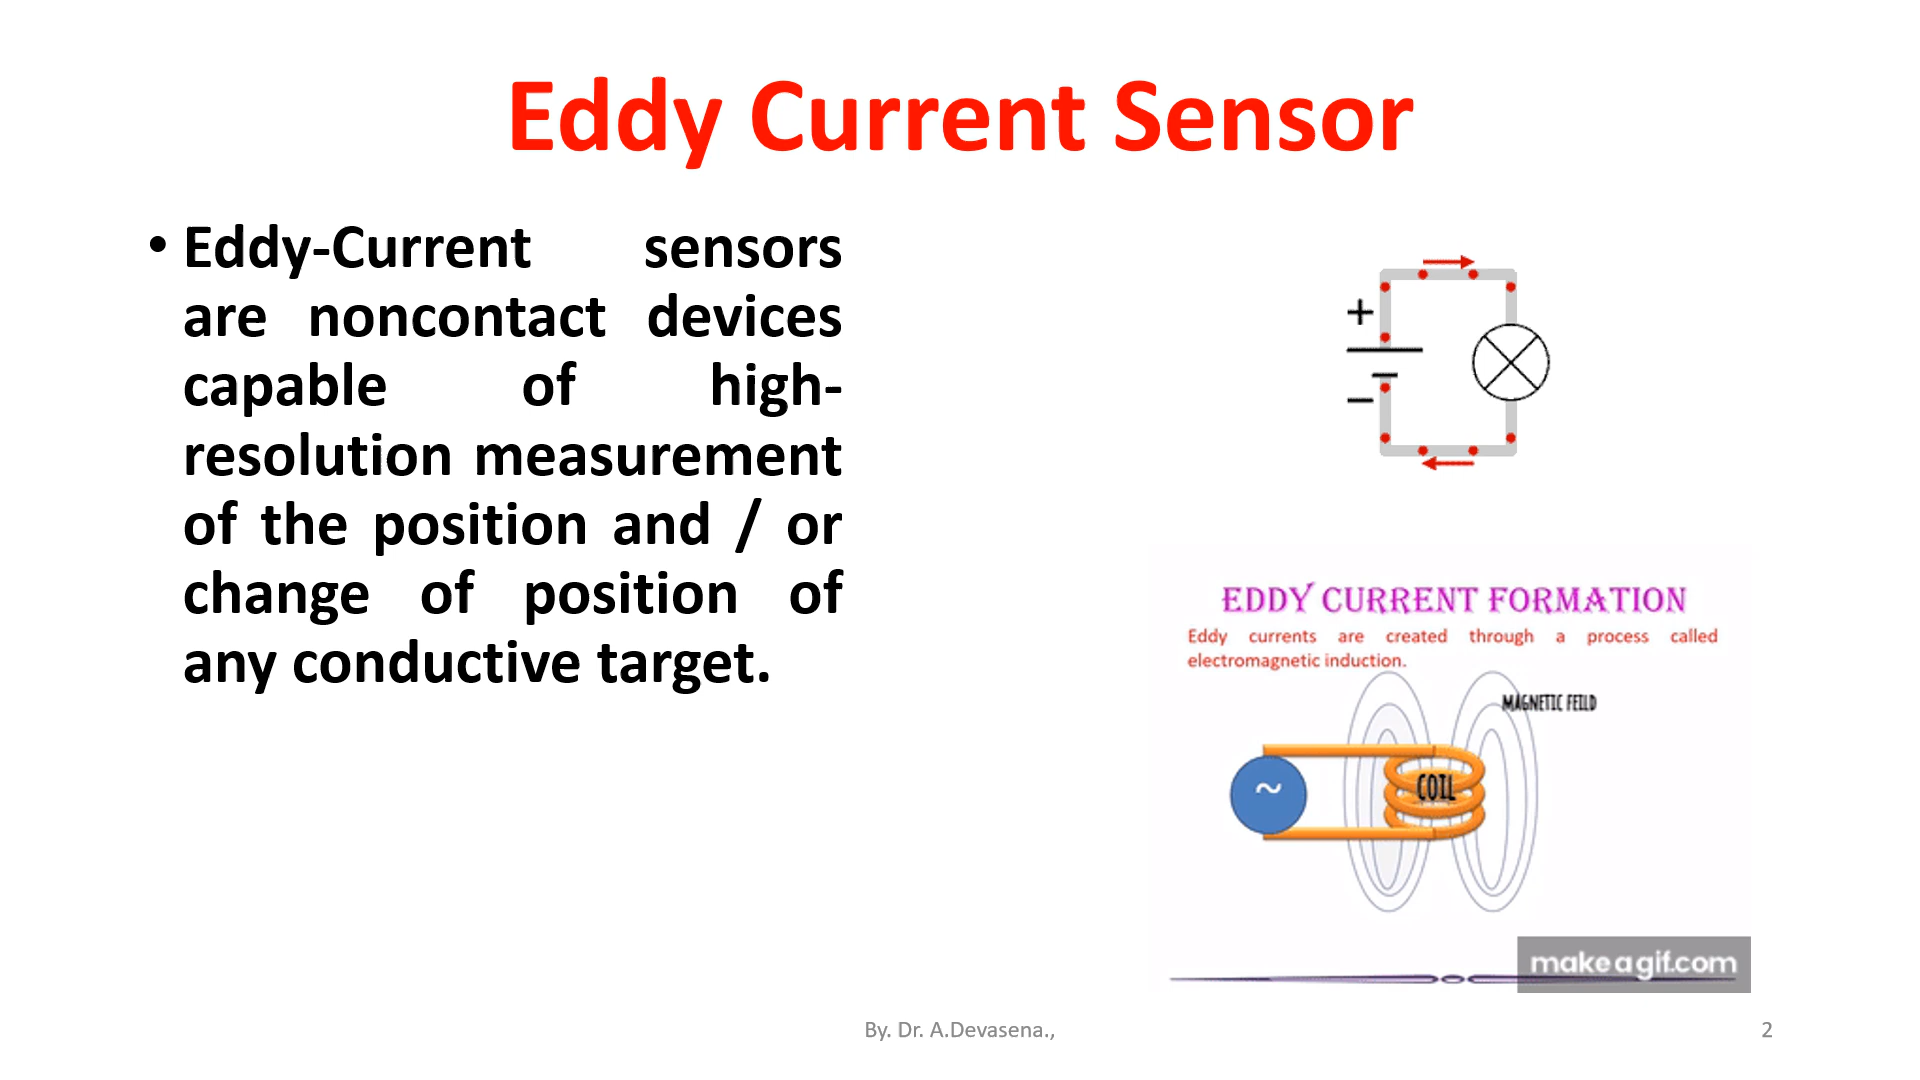 Eddy Current Sensor
• Eddy-Current sensors
are noncontact devices
capable of high-
resolution measurement
of the position and / or
change of position of
any conductive target.
+
−
EDDY CURRENT FORMATION
Eddy currents are created through a process called
electromagnetic induction.
MAGNETIC FEILD
~
COIL
makeagif.com
By. Dr. A.Devasena.,
2